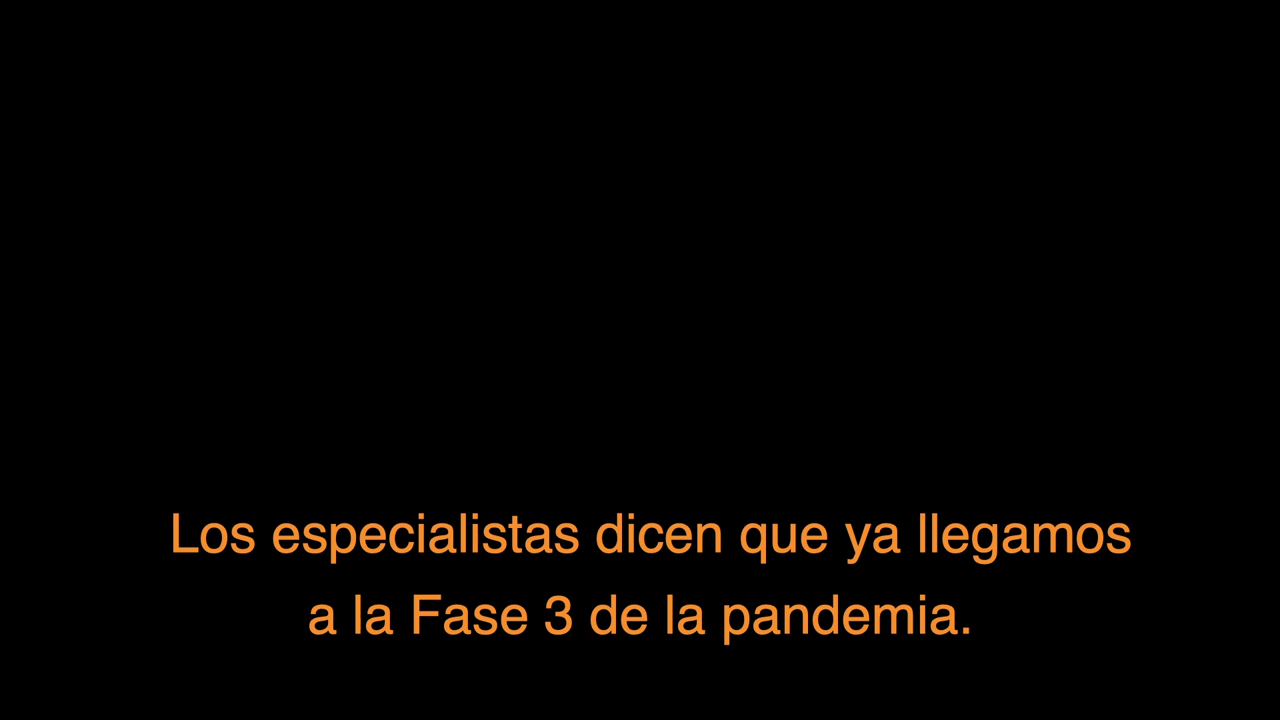 Los especialistas dicen que ya llegamos
a la Fase 3 de la pandemia.